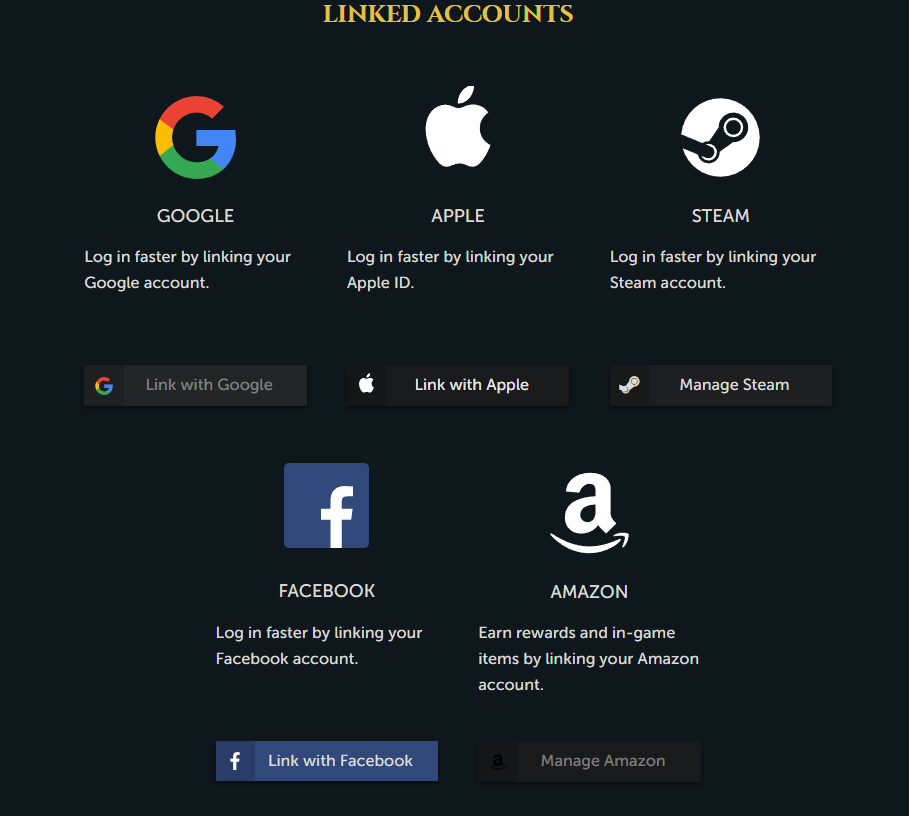 LINKED ACCOUNTS
GOOGLE
Log in faster by linking your
Google account.
Link with Google
APPLE
Log in faster by linking your
Apple ID.
Link with Apple
STEAM
Log in faster by linking your
Steam account.
Manage Steam
FACEBOOK
Log in faster by linking your
Facebook account.
Link with Facebook
AMAZON
Earn rewards and in-game
items by linking your Amazon
account.
Manage Amazon